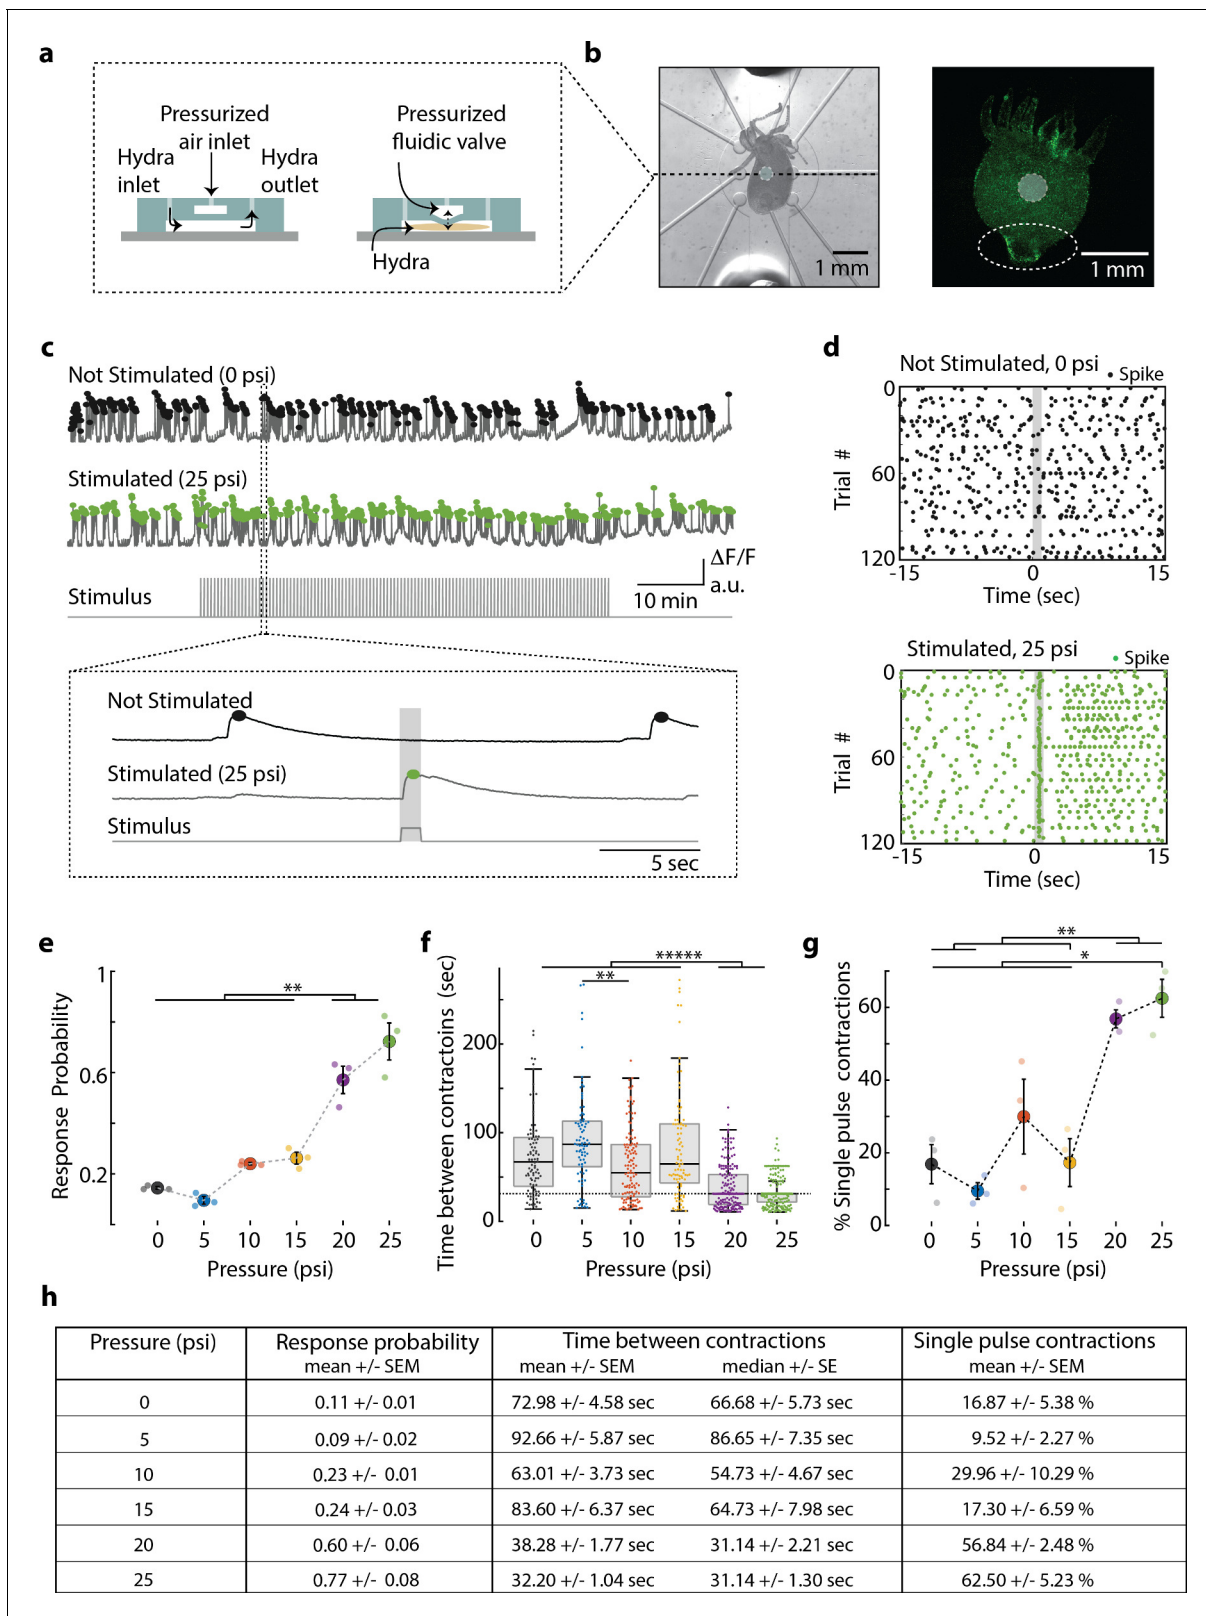 a
Pressurized
air inlet
Hydra
inlet
Hydra
outlet
Pressurized
fluidic valve
Hydra
b
1 mm
1 mm
c
Not Stimulated (0 psi)
Stimulated (25 psi)
Stimulus
ΔF/F
a.u.
10 min
Not Stimulated
Stimulated (25 psi)
Stimulus
5 sec
d
Not Stimulated, 0 psi
Spike
Trial #
0
60
120
-15
0
15
Time (sec)
Stimulated, 25 psi
Spike
Trial #
0
60
120
-15
0
15
Time (sec)
e
Response Probability
1
0.6
0.2
**
0 5 10 15 20 25
Pressure (psi)
f
Time between contractoins (sec)
200
100
0
*****
**
0 5 10 15 20 25
Pressure (psi)
g
% Single pulse contractions
60
40
20
0
**
*
0 5 10 15 20 25
Pressure (psi)
h
Pressure (psi) Response probability Time between contractions Single pulse contractions
mean +/- SEM mean +/- SEM median +/- SE mean +/- SEM
0 0.11 +/- 0.01 72.98 +/- 4.58 sec 66.68 +/- 5.73 sec 16.87 +/- 5.38 %
5 0.09 +/- 0.02 92.66 +/- 5.87 sec 86.65 +/- 7.35 sec 9.52 +/- 2.27 %
10 0.23 +/- 0.01 63.01 +/- 3.73 sec 54.73 +/- 4.67 sec 29.96 +/- 10.29 %
15 0.24 +/- 0.03 83.60 +/- 6.37 sec 64.73 +/- 7.98 sec 17.30 +/- 6.59 %
20 0.60 +/- 0.06 38.28 +/- 1.77 sec 31.14 +/- 2.21 sec 56.84 +/- 2.48 %
25 0.77 +/- 0.08 32.20 +/- 1.04 sec 31.14 +/- 1.30 sec 62.50 +/- 5.23 %